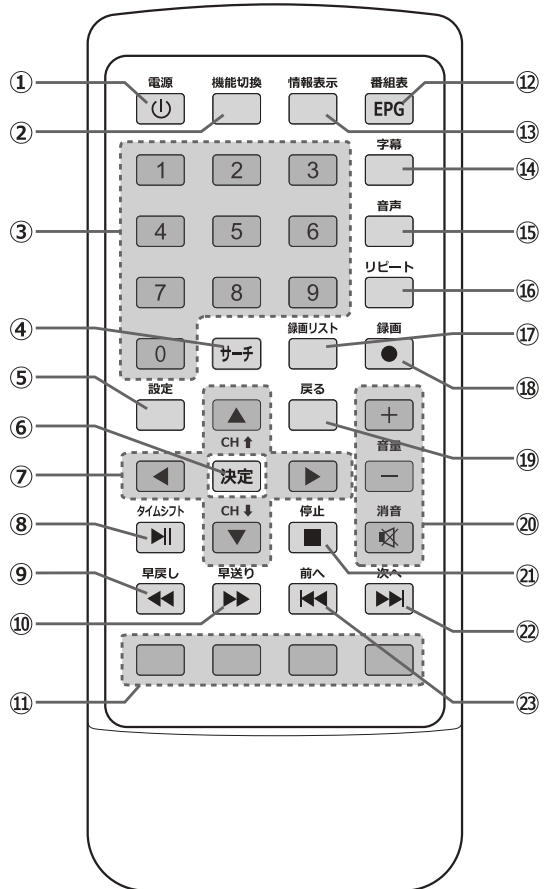 ① 電源 機能切換 情報表示 番組表 ⑫
② EPG ⑬
字幕
1 2 3 ⑭
音声
③ 4 5 6 ⑮
リピート
7 8 9 ⑯
④ 録画リスト 録画 ⑰
0 サーチ ⑱
⑤ 設定 戻る
⑥ CH ⬆ + 音量 ⑲
⑦ 決定 −
⑧ タイムシフト CH ⬇ 停止 消音 ⑳
⑨ 早戻し 早送り 前へ 次へ ㉑
⑩ ㉒
⑪ ㉓